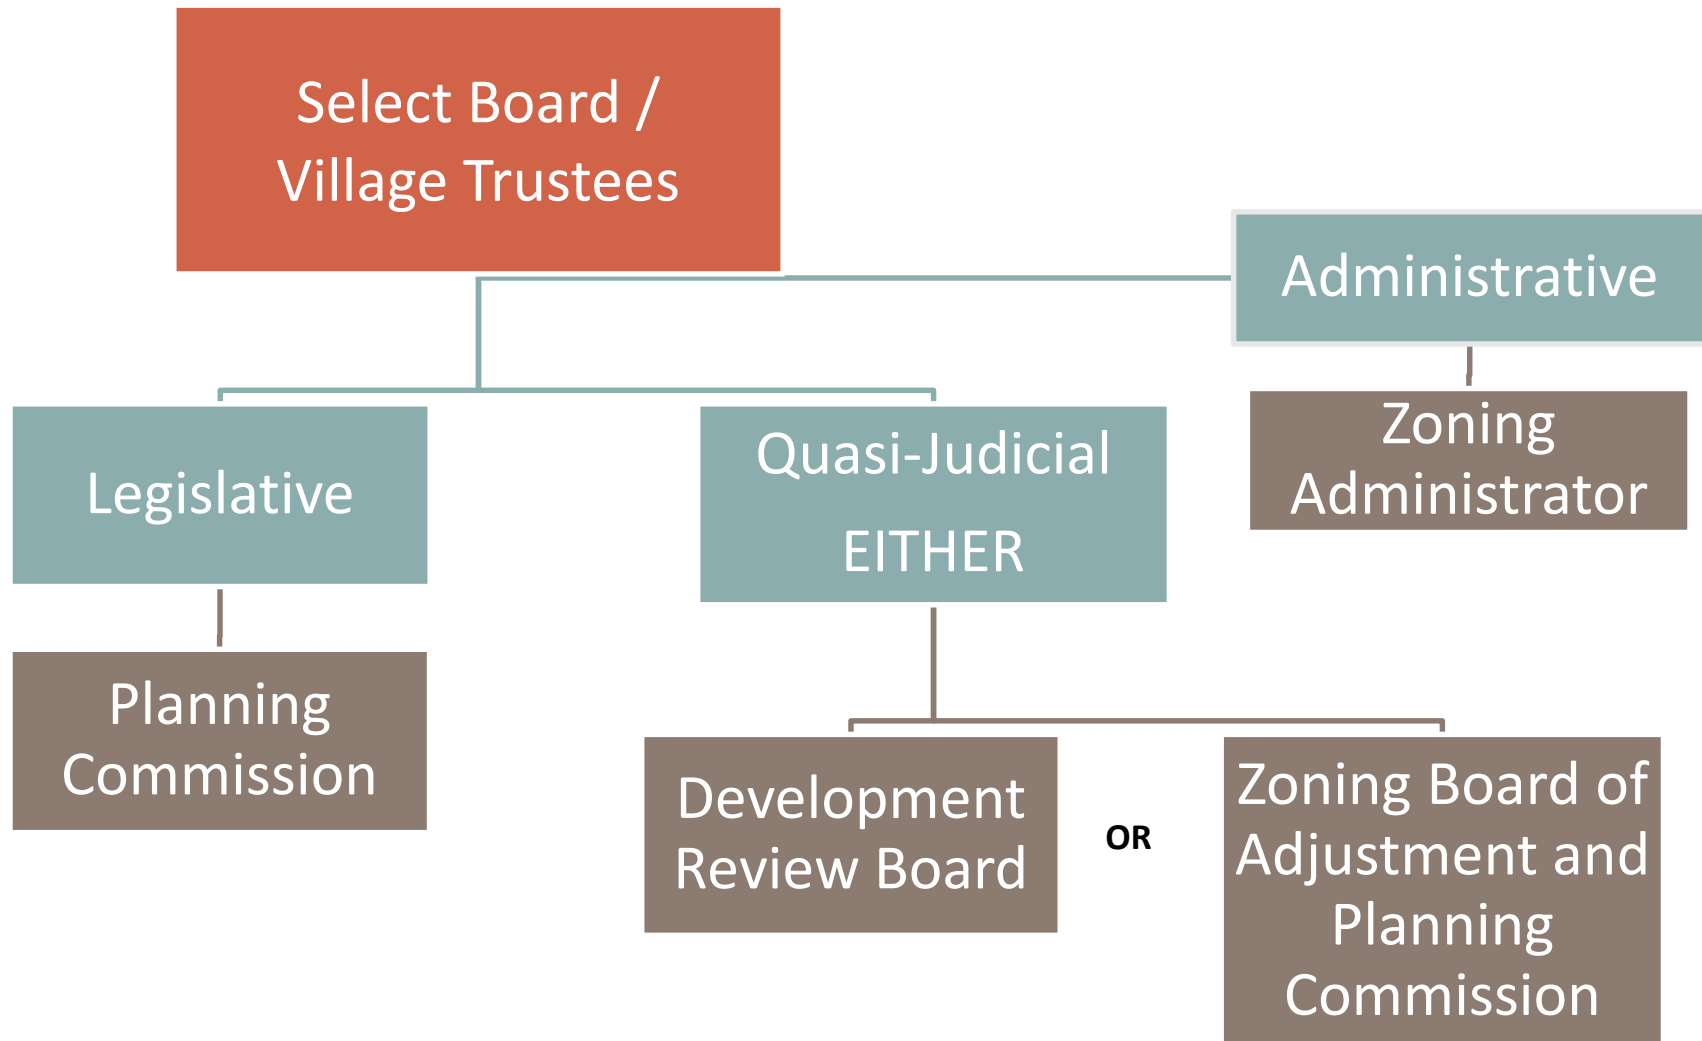 Select Board /
Village Trustees
Administrative
Zoning
Administrator
Legislative
Quasi-Judicial
EITHER
Planning
Commission
Development
Review Board
OR
Zoning Board of
Adjustment and
Planning
Commission